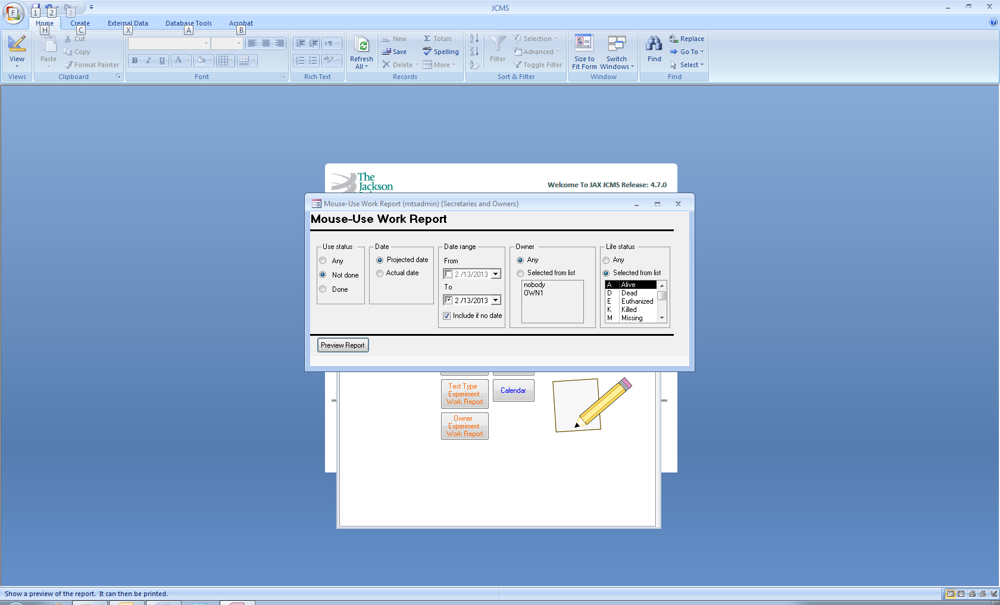 JCMS
F 1 2 3
Home Create External Data Database Tools Acrobat
H C X A B
View
Views
Paste
Cut
Copy
Format Painter
Clipboard
B I U A
Font
ab
Rich Text
Refresh
All
New
Save
Delete
Totals
Spelling
More
Records
Filter
Selection
Advanced
Toggle Filter
Sort & Filter
Size to
Fit Form
Switch
Windows
Window
Find
Replace
Go To
Select
Find
The
Jackson
Welcome To JAX JCMS Release: 4.7.0
Mouse-Use Work Report (mtsadmin) {Secretaries and Owners}
Mouse-Use Work Report
Use status
Any
Not done
Done
Date
Projected date
Actual date
Date range
From
2 /13/2013
To
2 /13/2013
Include if no date
Owner
Any
Selected from list
nobody
OWN1
Life status
Any
Selected from list
A Alive
D Dead
E Euthanized
K Killed
M Missing
Preview Report
Test Type
Experiment
Work Report
Calendar
Owner
Experiment
Work Report
Show a preview of the report. It can then be printed.